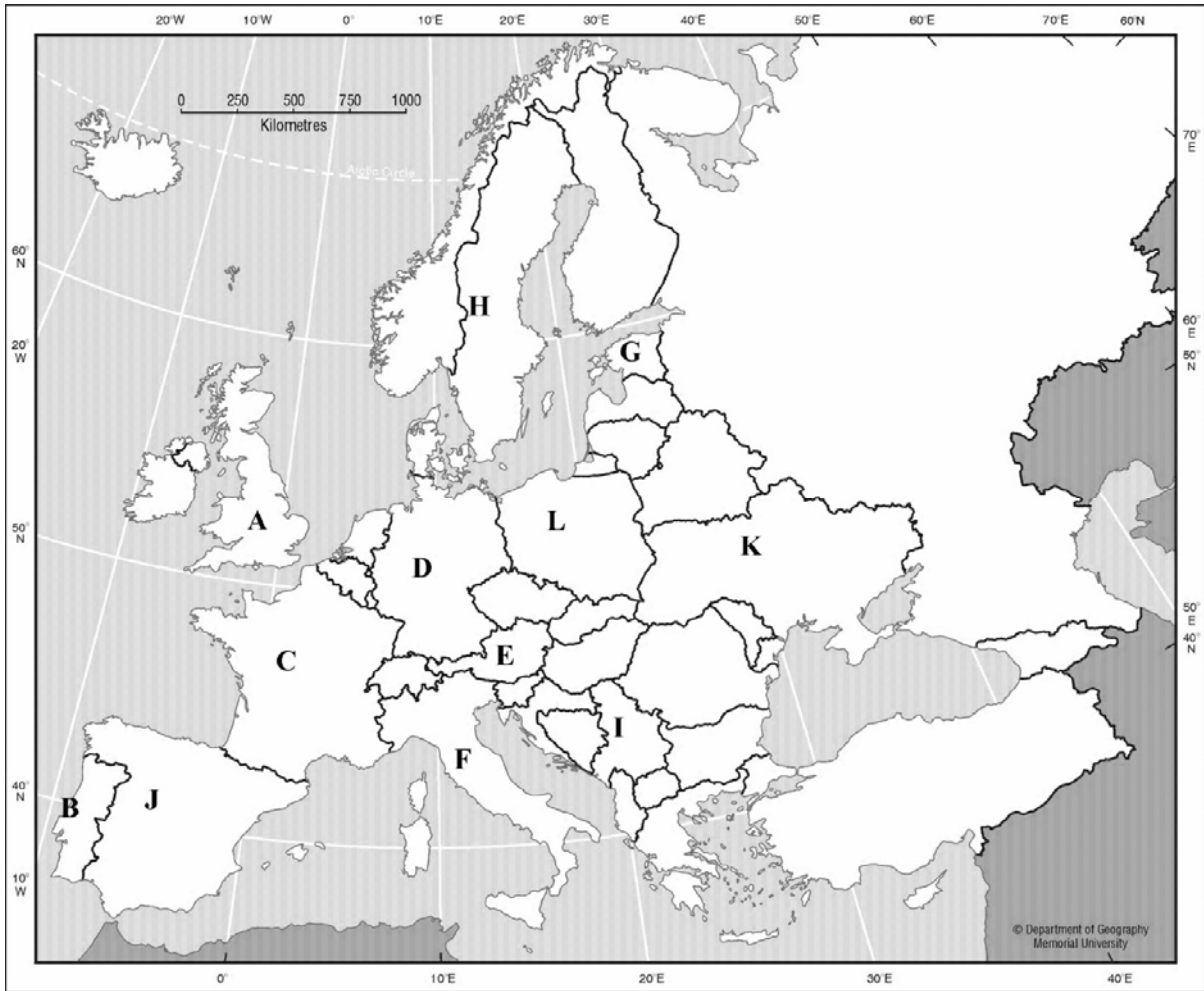 20°W 10°W 0° 10°E 20°E 30°E 40°E 50°E 60°E 70°E 60°N
0 250 500 750 1000
Kilometres
70°
E
Arctic Circle
60°
N
H
60°
E
20°
W
G
50°
N
A
L
50°
N
K
D
50°
E
C
E
40°
N
I
F
40°
N
B
J
10°
W
© Department of Geography
Memorial University
0° 10°E 20°E 30°E 40°E